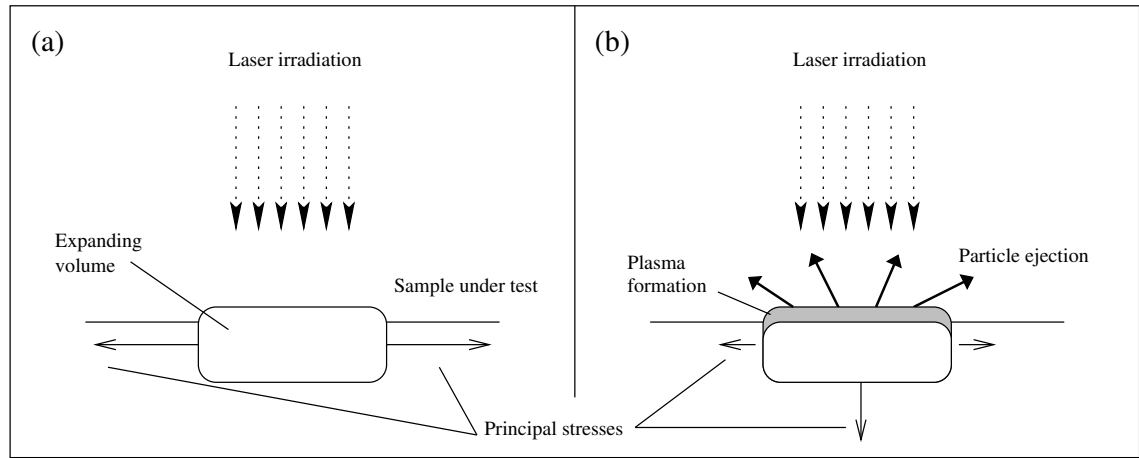 (a)
Laser irradiation
Expanding
volume
Sample under test
(b)
Laser irradiation
Plasma
formation
Particle ejection
Principal stresses